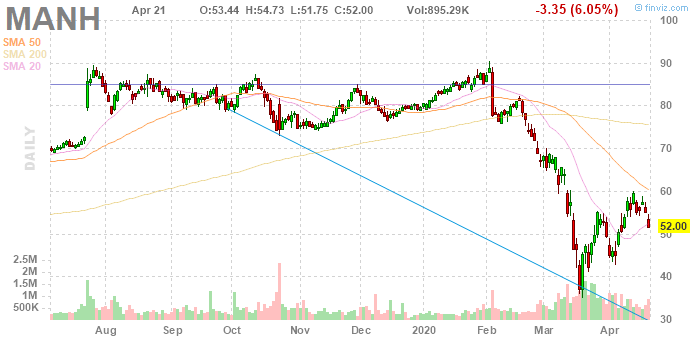 MANH Apr 21 O:53.44 H:54.73 L:51.75 C:52.00 Vol:895.29K -3.35 (6.05%) © finviz.com
SMA 50
SMA 200
SMA 20
DAILY
100
90
80
70
60
52.00
50
40
30
2.5M
2M
1.5M
1M
500K
Aug Sep Oct Nov Dec 2020 Feb Mar Apr